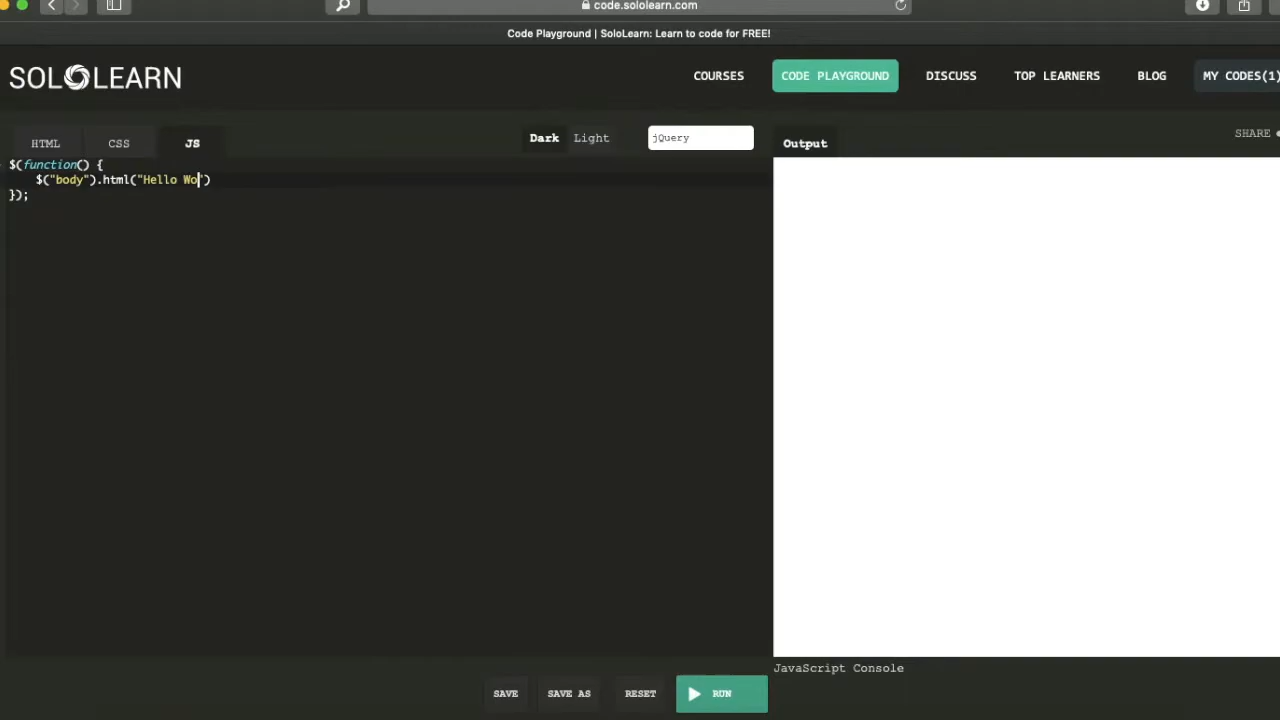 code.sololearn.com
Code Playground | SoloLearn: Learn to code for FREE!
SOLOLEARN
COURSES
CODE PLAYGROUND
DISCUSS
TOP LEARNERS
BLOG
MY CODES(1)
HTML
CSS
JS
Dark
Light
jQuery
Output
SHARE
$(function() {
$("body").html("Hello Wo")
});
JavaScript Console
SAVE
SAVE AS
RESET
RUN